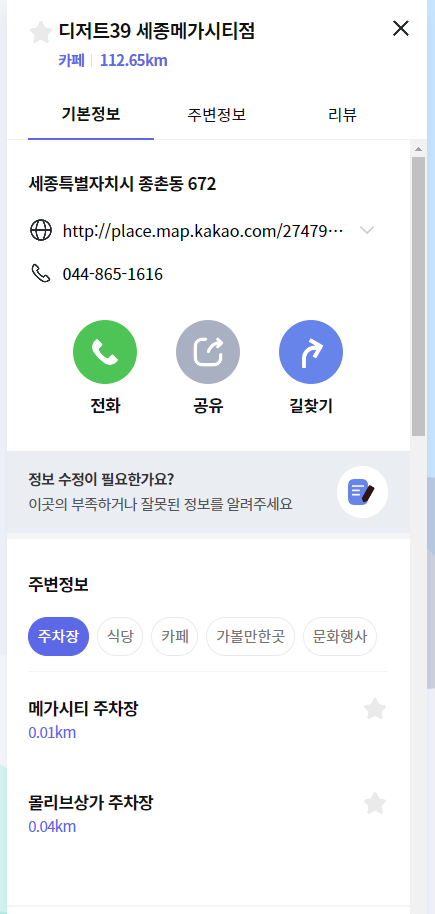 디저트39 세종메가시티점
카페 112.65km
기본정보 주변정보 리뷰
세종특별자치시 종촌동 672
http://place.map.kakao.com/27479···
044-865-1616
전화 공유 길찾기
정보 수정이 필요한가요?
이곳의 부족하거나 잘못된 정보를 알려주세요
주변정보
주차장 식당 카페 가볼만한곳 문화행사
메가시티 주차장
0.01km
몰리브상가 주차장
0.04km